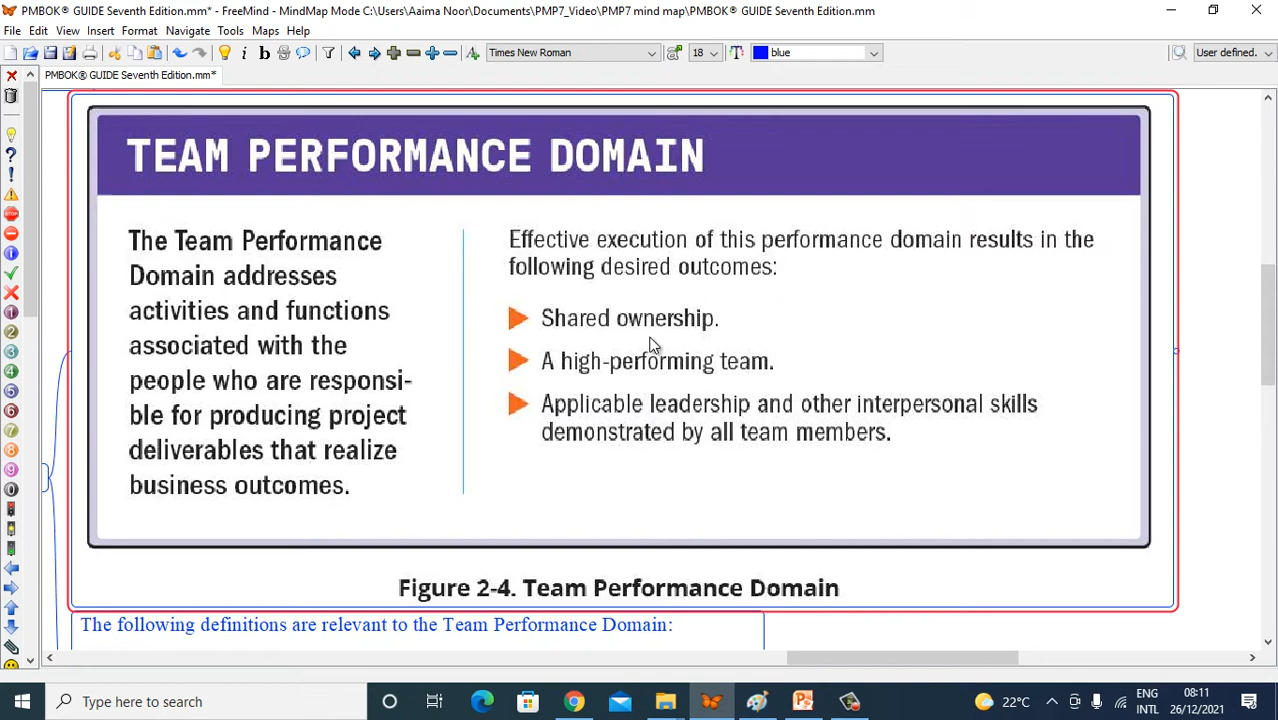 PMBOK® GUIDE Seventh Edition.mm* - FreeMind - MindMap Mode C:\Users\Aaima Noor\Documents\PMP7_Video\PMP7 mind map\PMBOK® GUIDE Seventh Edition.mm
File Edit View Insert Format Navigate Tools Maps Help
Times New Roman 18 blue User defined.
PMBOK® GUIDE Seventh Edition.mm*
TEAM PERFORMANCE DOMAIN
The Team Performance
Domain addresses
activities and functions
associated with the
people who are responsi-
ble for producing project
deliverables that realize
business outcomes.
Effective execution of this performance domain results in the
following desired outcomes:
Shared ownership.
A high-performing team.
Applicable leadership and other interpersonal skills
demonstrated by all team members.
Figure 2-4. Team Performance Domain
The following definitions are relevant to the Team Performance Domain:
Type here to search
22°C
ENG
INTL
08:11
26/12/2021